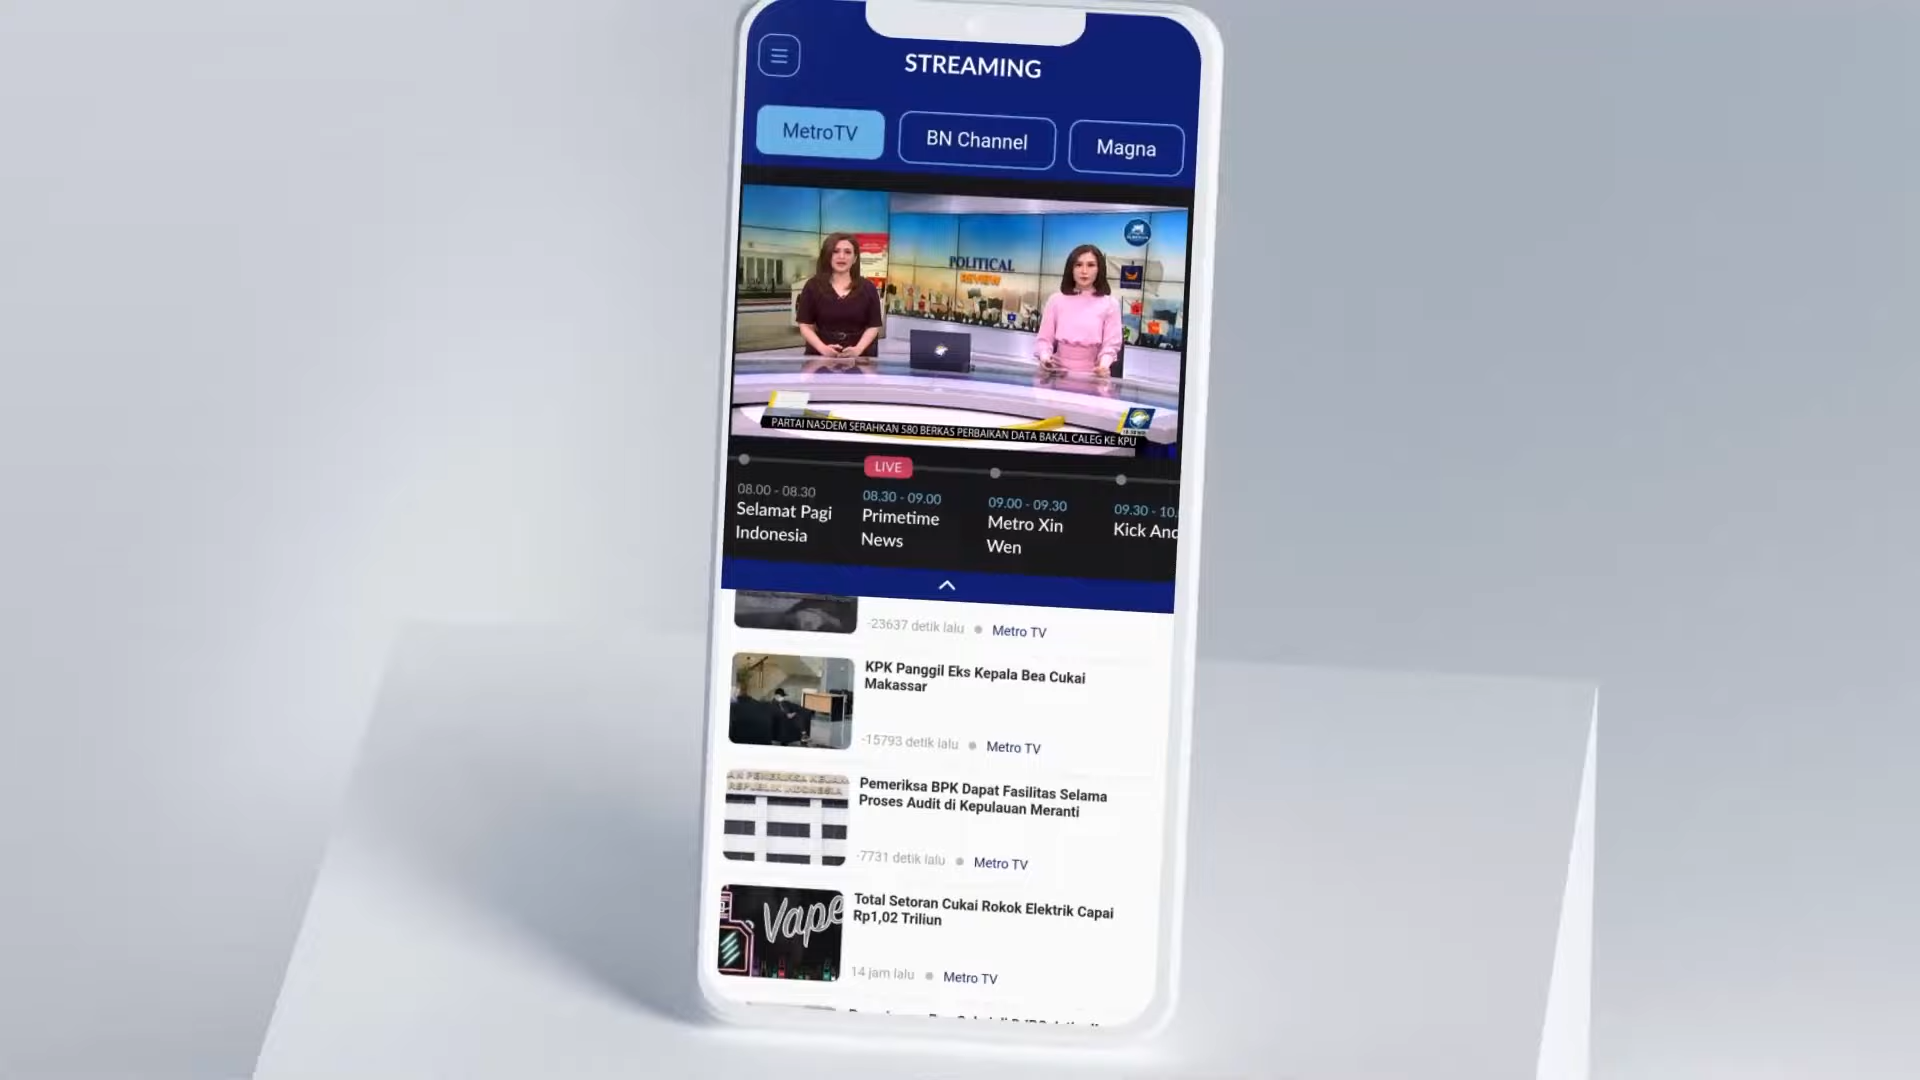 STREAMING
MetroTV
BN Channel
Magna
POLITICAL
REVIEW
PARTAI NASDEM SERAHKAN 580 BERKAS PERBAIKAN DATA BAKAL CALEG KE KPU
LIVE
08.00 - 08.30
Selamat Pagi
Indonesia
08.30 - 09.00
Primetime
News
09.00 - 09.30
Metro Xin
Wen
09.30 - 10.
Kick And
-23637 detik lalu
Metro TV
KPK Panggil Eks Kepala Bea Cukai
Makassar
-15793 detik lalu
Metro TV
REPUBLIK INDONESIA
Pemeriksa BPK Dapat Fasilitas Selama
Proses Audit di Kepulauan Meranti
-7731 detik lalu
Metro TV
Vape
Total Setoran Cukai Rokok Elektrik Capai
Rp1,02 Triliun
14 jam lalu
Metro TV